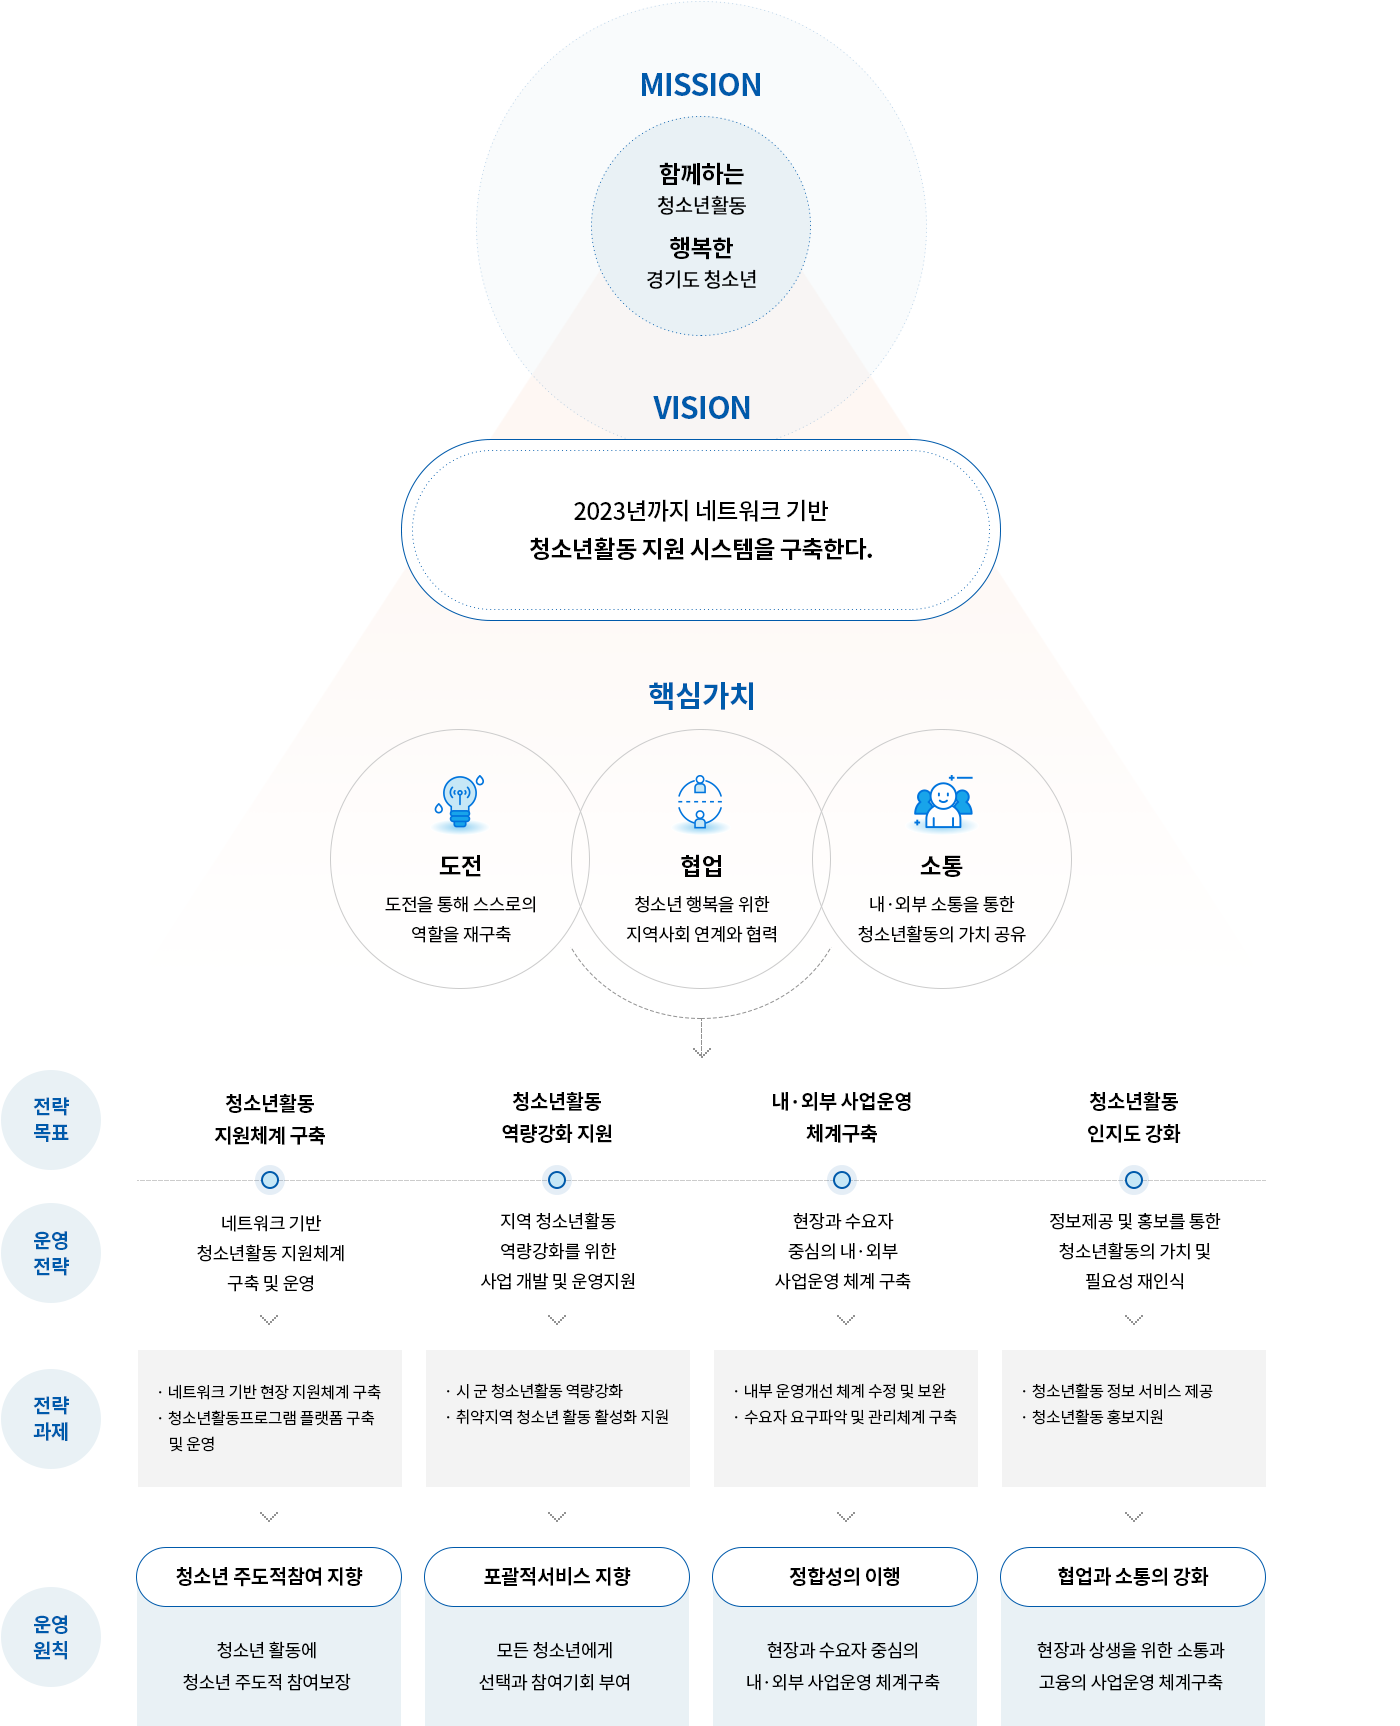 MISSION
함께하는
청소년활동
행복한
경기도 청소년
VISION
2023년까지 네트워크 기반
청소년활동 지원 시스템을 구축한다.
핵심가치
도전
도전을 통해 스스로의
역할을 재구축
협업
청소년 행복을 위한
지역사회 연계와 협력
소통
내·외부 소통을 통한
청소년활동의 가치 공유
전략
목표
청소년활동
지원체계 구축
청소년활동
역량강화 지원
내·외부 사업운영
체계구축
청소년활동
인지도 강화
운영
전략
네트워크 기반
청소년활동 지원체계
구축 및 운영
지역 청소년활동
역량강화를 위한
사업 개발 및 운영지원
현장과 수요자
중심의 내·외부
사업운영 체계 구축
정보제공 및 홍보를 통한
청소년활동의 가치 및
필요성 재인식
전략
과제
· 네트워크 기반 현장 지원체계 구축
· 청소년활동프로그램 플랫폼 구축
및 운영
· 시 군 청소년활동 역량강화
· 취약지역 청소년 활동 활성화 지원
· 내부 운영개선 체계 수정 및 보완
· 수요자 요구파악 및 관리체계 구축
· 청소년활동 정보 서비스 제공
· 청소년활동 홍보지원
운영
원칙
청소년 주도적참여 지향
청소년 활동에
청소년 주도적 참여보장
포괄적서비스 지향
모든 청소년에게
선택과 참여기회 부여
정합성의 이행
현장과 수요자 중심의
내·외부 사업운영 체계구축
협업과 소통의 강화
현장과 상생을 위한 소통과
고융의 사업운영 체계구축